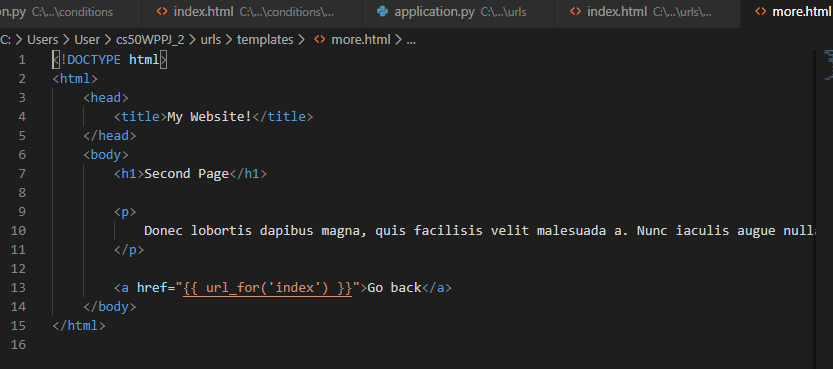 on.py C:\...\conditions index.html C:\...\conditions\... application.py C:\...\urls index.html C:\...\urls\... more.html
C: > Users > User > cs50WPPJ_2 > urls > templates > <> more.html > ...
1 <!DOCTYPE html>
2 <html>
3 <head>
4 <title>My Website!</title>
5 </head>
6 <body>
7 <h1>Second Page</h1>
8
9 <p>
10 Donec lobortis dapibus magna, quis facilisis velit malesuada a. Nunc iaculis augue nulla
11 </p>
12
13 <a href="{{ url_for('index') }}">Go back</a>
14 </body>
15 </html>
16